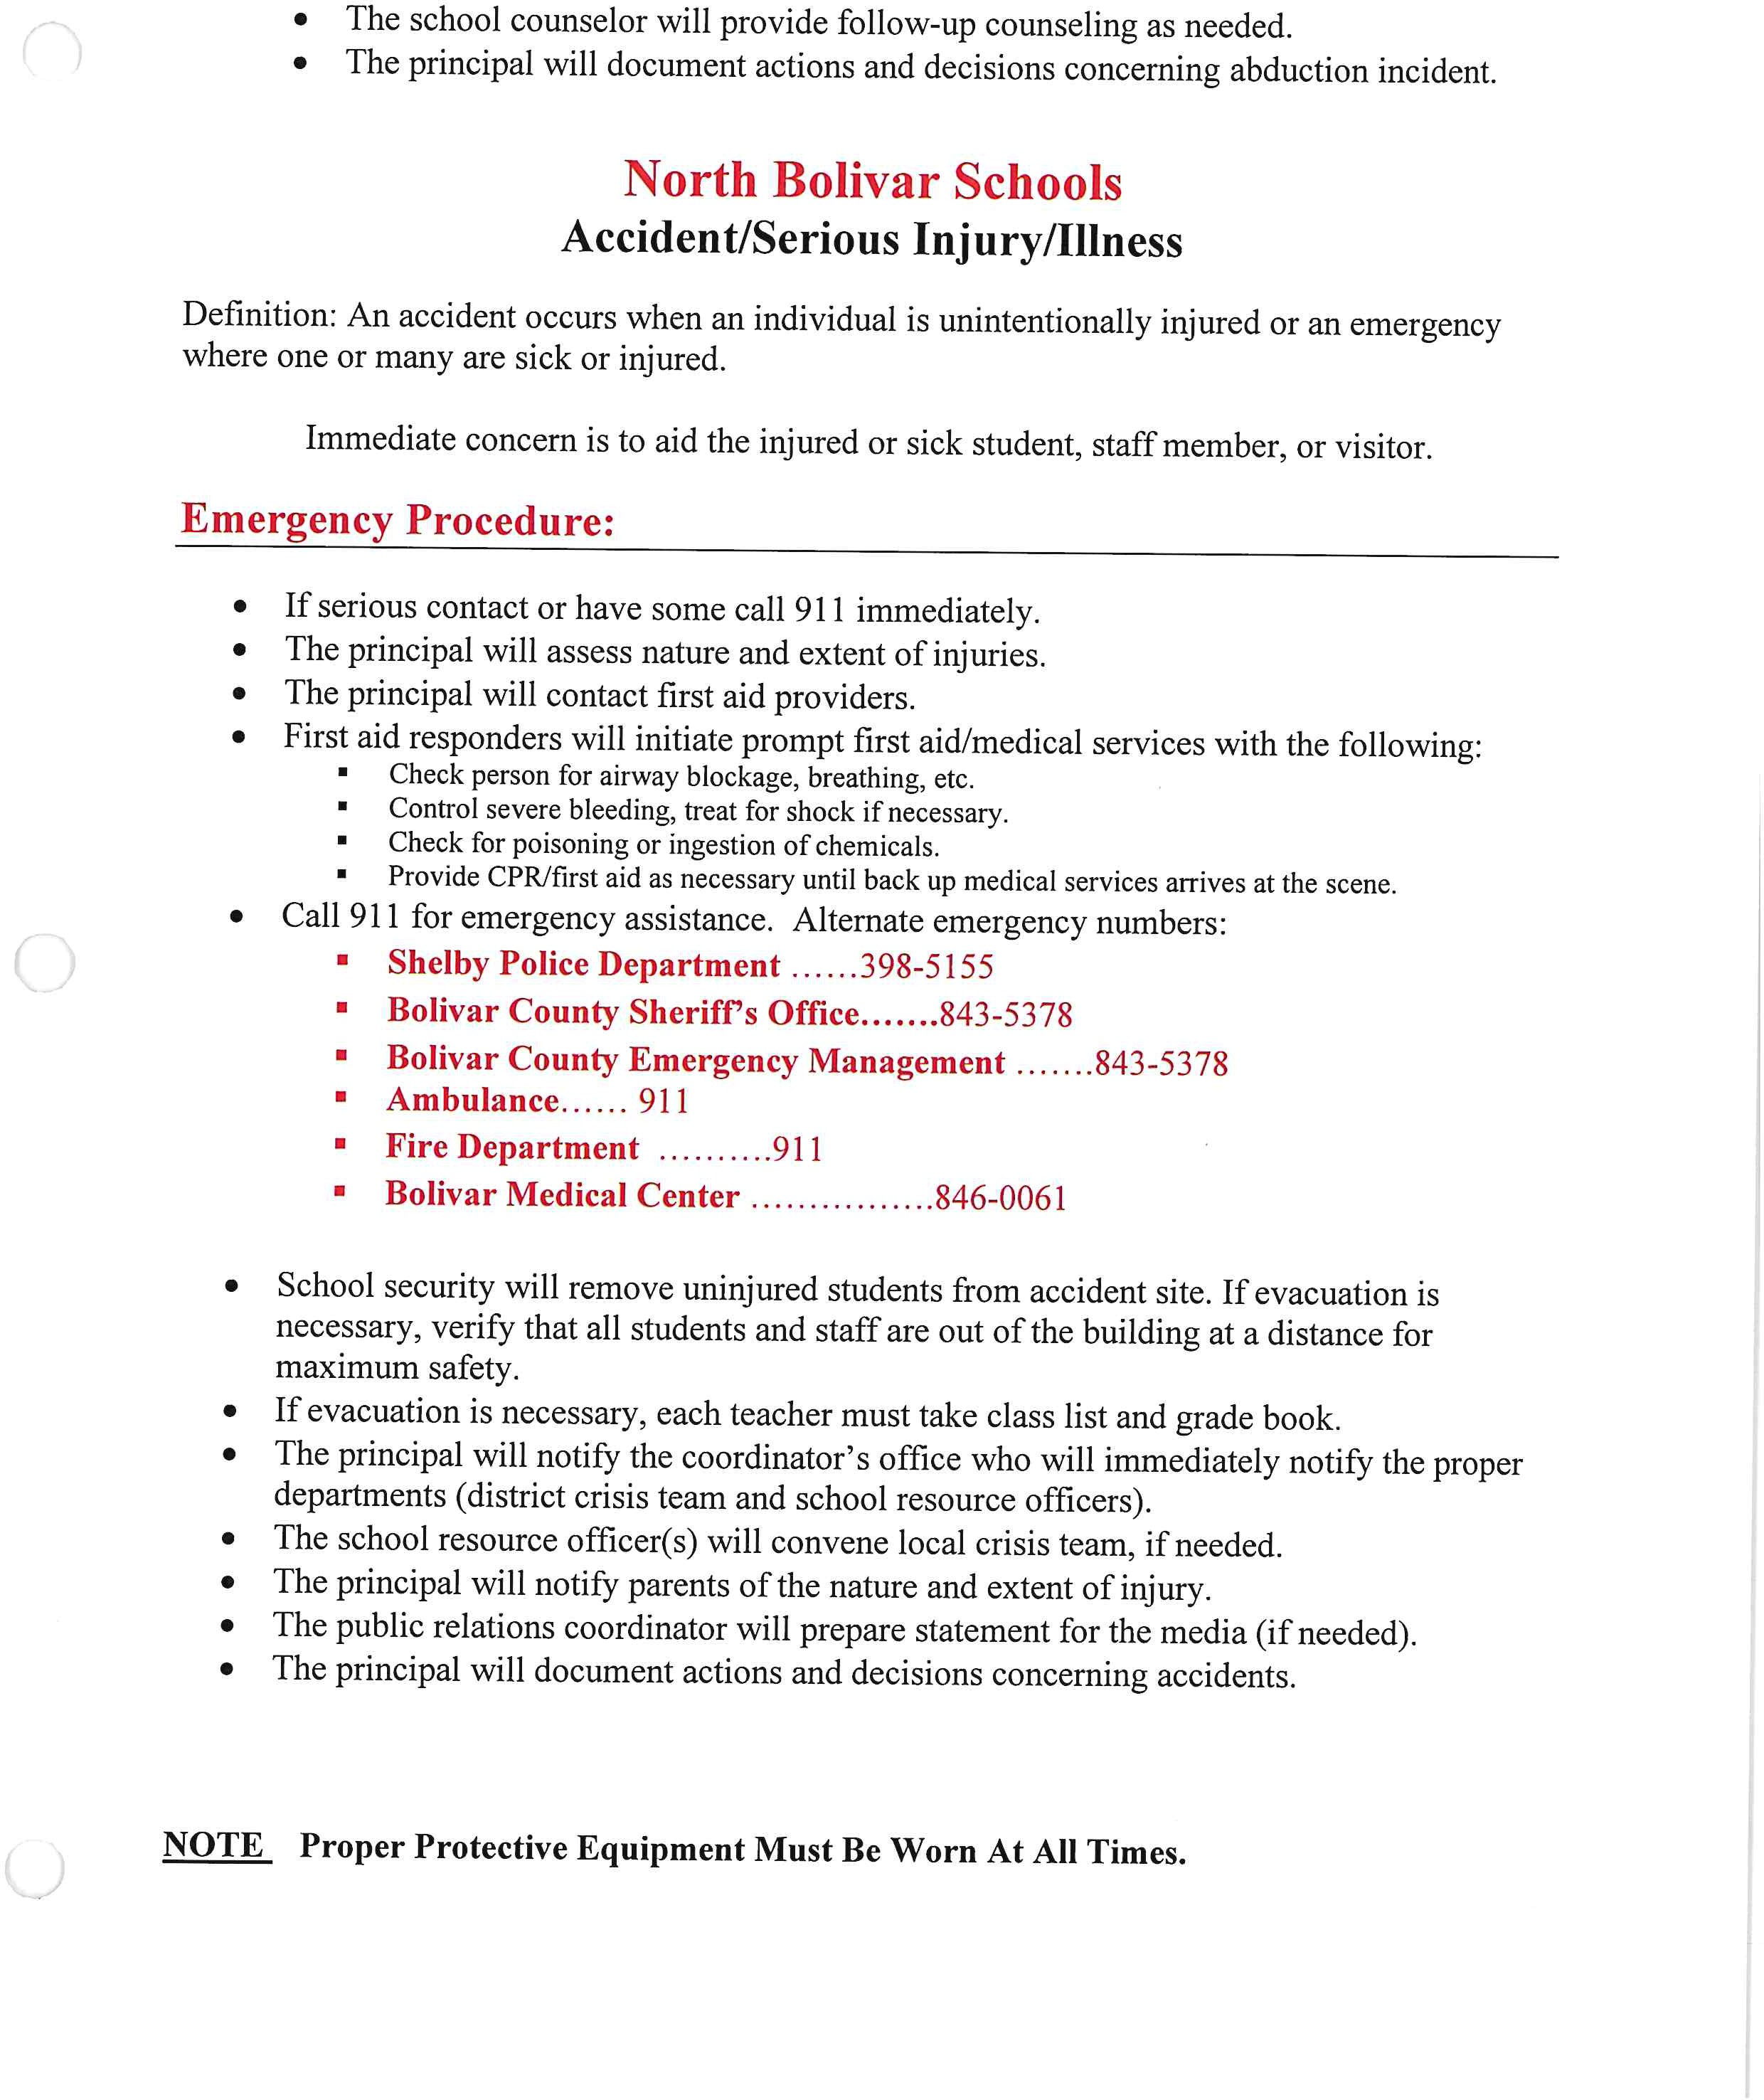 • The school counselor will provide follow-up counseling as needed.
• The principal will document actions and decisions concerning abduction incident.
North Bolivar Schools
Accident/Serious Injury/Illness
Definition: An accident occurs when an individual is unintentionally injured or an emergency
where one or many are sick or injured.
Immediate concern is to aid the injured or sick student, staff member, or visitor.
Emergency Procedure:
• If serious contact or have some call 911 immediately.
• The principal will assess nature and extent of injuries.
• The principal will contact first aid providers.
• First aid responders will initiate prompt first aid/medical services with the following:
▪ Check person for airway blockage, breathing, etc.
▪ Control severe bleeding, treat for shock if necessary.
▪ Check for poisoning or ingestion of chemicals.
▪ Provide CPR/first aid as necessary until back up medical services arrives at the scene.
• Call 911 for emergency assistance.  Alternate emergency numbers:
▪ Shelby Police Department ......398-5155
▪ Bolivar County Sheriff's Office.......843-5378
▪ Bolivar County Emergency Management .......843-5378
▪ Ambulance...... 911
▪ Fire Department ..........911
▪ Bolivar Medical Center ................846-0061
• School security will remove uninjured students from accident site. If evacuation is
necessary, verify that all students and staff are out of the building at a distance for
maximum safety.
• If evacuation is necessary, each teacher must take class list and grade book.
• The principal will notify the coordinator's office who will immediately notify the proper
departments (district crisis team and school resource officers).
• The school resource officer(s) will convene local crisis team, if needed.
• The principal will notify parents of the nature and extent of injury.
• The public relations coordinator will prepare statement for the media (if needed).
• The principal will document actions and decisions concerning accidents.
NOTE Proper Protective Equipment Must Be Worn At All Times.